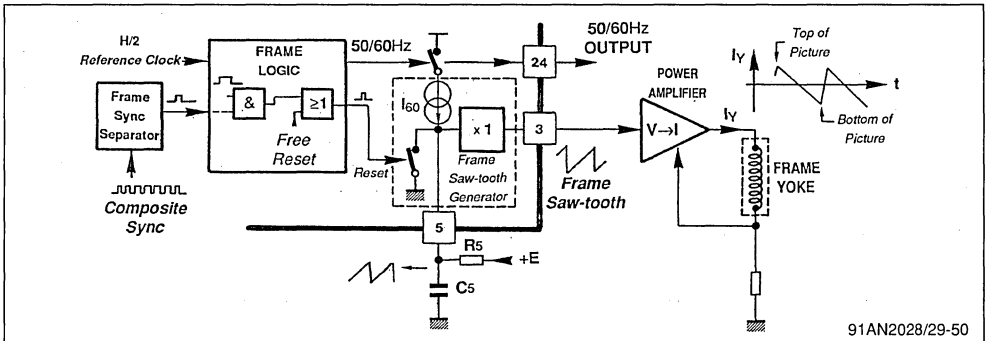 H/2
Reference Clock
FRAME
LOGIC
50/60Hz
24
50/60Hz
OUTPUT
Frame
Sync
Separator
&
≥1
Free
Reset
Composite
Sync
Reset
I60
x 1
Frame
Saw-tooth
Generator
3
Frame
Saw-tooth
5
R5
+E
C5
POWER
AMPLIFIER
V→I
IY
IY
Top of
Picture
t
Bottom of
Picture
FRAME
YOKE
91AN2028/29-50